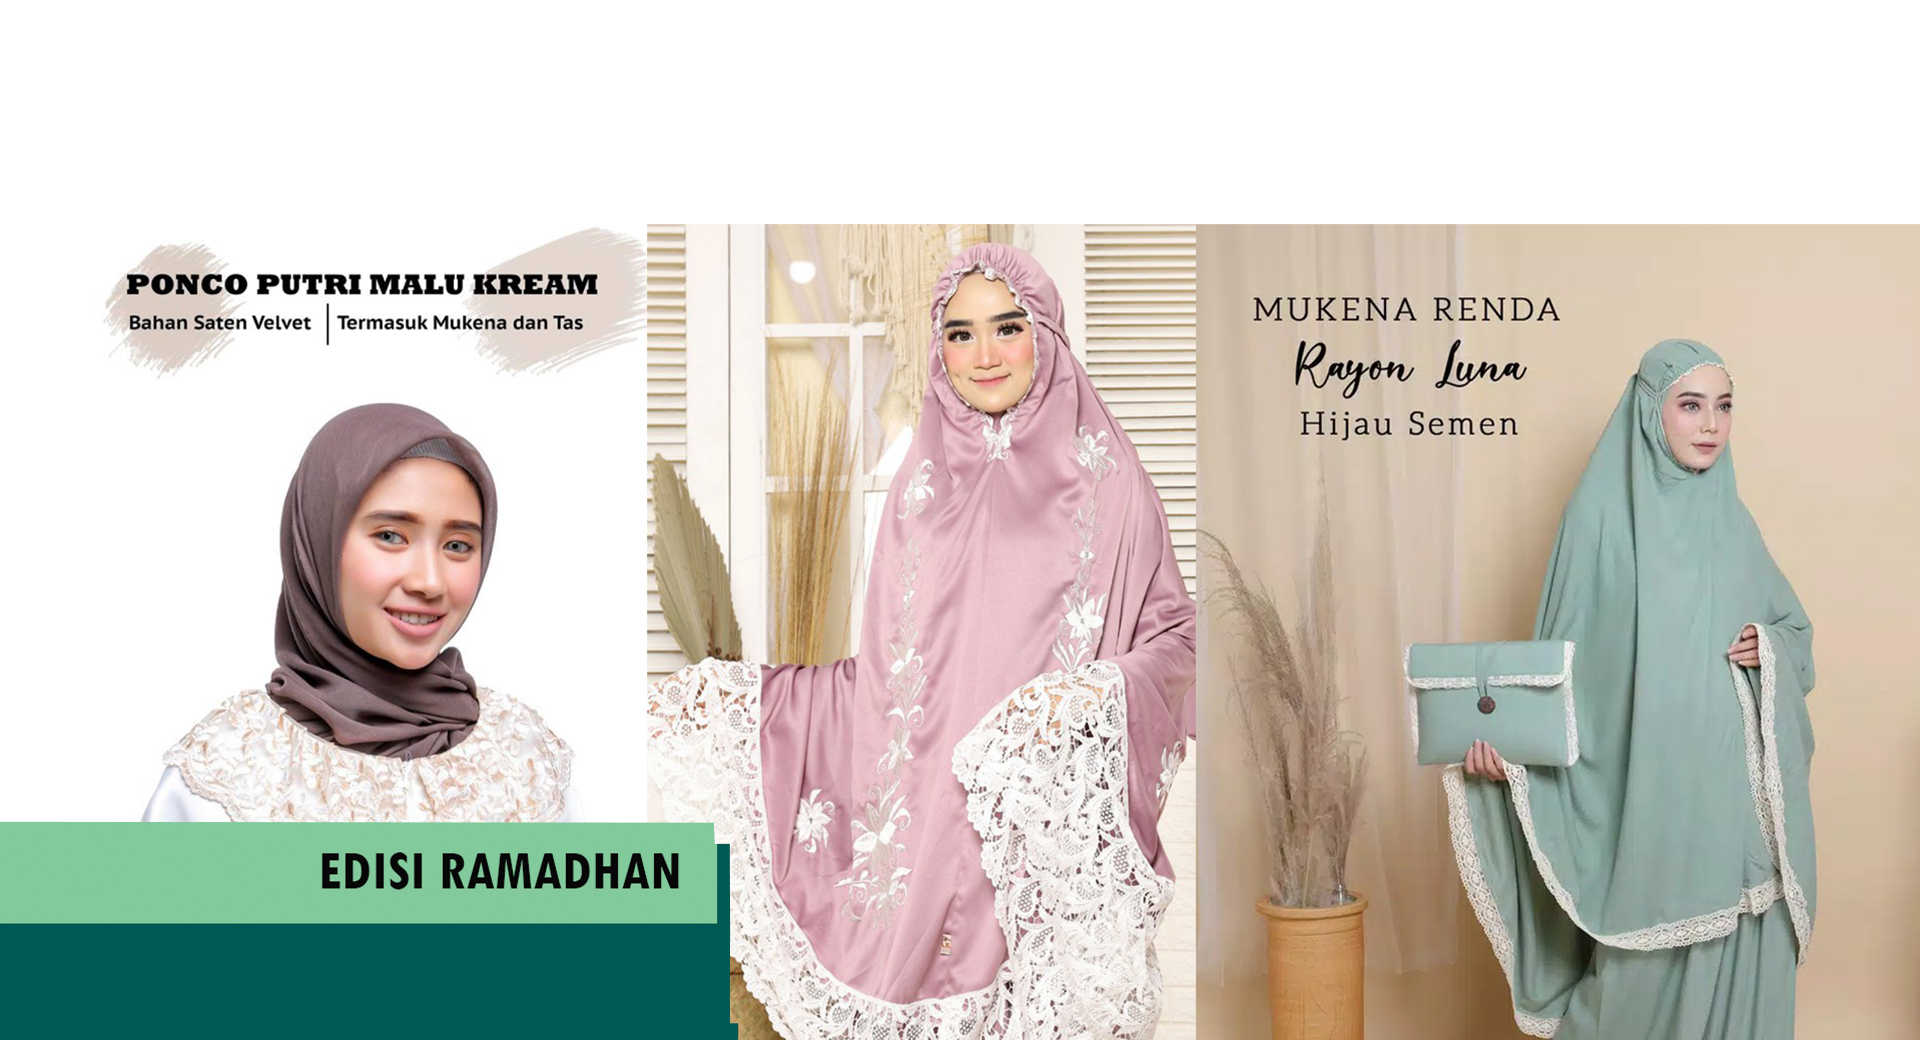 PONCO PUTRI MALU KREAM
Bahan Saten Velvet | Termasuk Mukena dan Tas
MUKENA RENDA
Rayon Luna
Hijau Semen
EDISI RAMADHAN